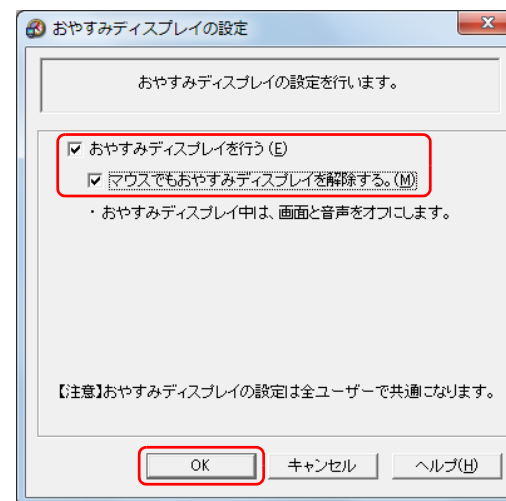 おやすみディスプレイの設定
おやすみディスプレイの設定を行います。
おやすみディスプレイを行う(E)
マウスでもおやすみディスプレイを解除する。(M)
・おやすみディスプレイ中は、画面と音声をオフにします。
【注意】おやすみディスプレイの設定は全ユーザーで共通になります。
OK キャンセル ヘルプ(H)